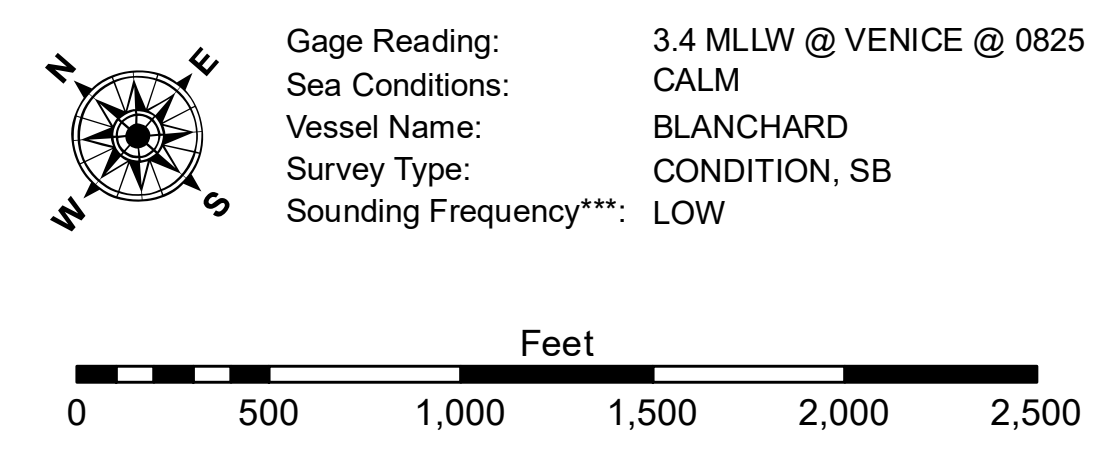 N E
W S
Gage Reading: 3.4 MLLW @ VENICE @ 0825
Sea Conditions: CALM
Vessel Name: BLANCHARD
Survey Type: CONDITION, SB
Sounding Frequency***: LOW
Feet
0 500 1,000 1,500 2,000 2,500